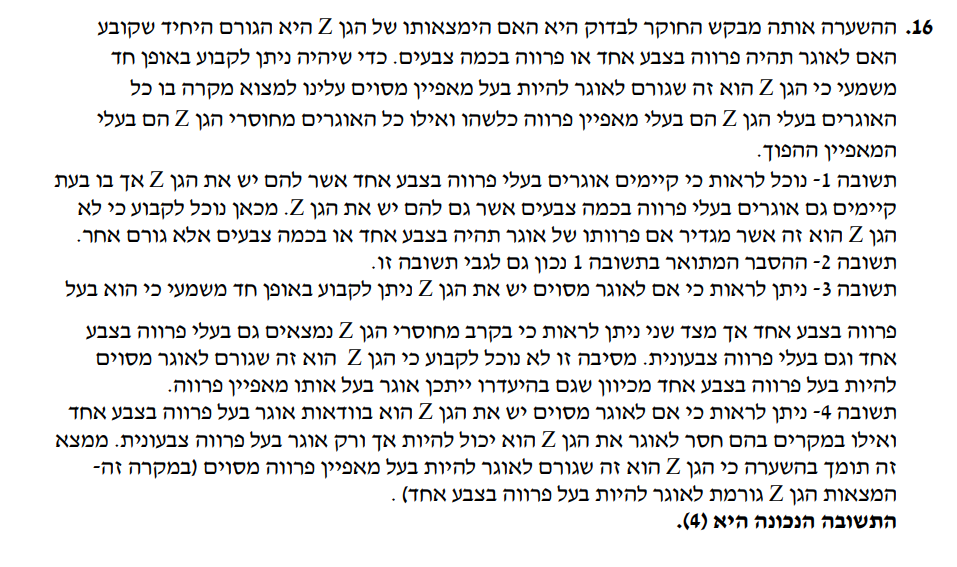 16. ההשערה אותה מבקש החוקר לבדוק היא האם הימצאותו של הגן Z היא הגורם היחיד שקובע
האם לאוגר תהיה פרווה בצבע אחד או פרווה בכמה צבעים. כדי שיהיה ניתן לקבוע באופן חד
משמעי כי הגן Z הוא זה שגורם לאוגר להיות בעל מאפיין מסוים עלינו למצוא מקרה בו כל
האוגרים בעלי הגן Z הם בעלי מאפיין פרווה כלשהו ואילו כל האוגרים מחוסרי הגן Z הם בעלי
המאפיין ההפוך.
תשובה 1- נוכל לראות כי קיימים אוגרים בעלי פרווה בצבע אחד אשר להם יש את הגן Z אך בו בעת
קיימים גם אוגרים בעלי פרווה בכמה צבעים אשר גם להם יש את הגן Z. מכאן נוכל לקבוע כי לא
הגן Z הוא זה אשר מגדיר אם פרוותו של אוגר תהיה בצבע אחד או בכמה צבעים אלא גורם אחר.
תשובה 2- ההסבר המתואר בתשובה 1 נכון גם לגבי תשובה זו.
תשובה 3- ניתן לראות כי אם לאוגר מסוים יש את הגן Z ניתן לקבוע באופן חד משמעי כי הוא בעל
פרווה בצבע אחד אך מצד שני ניתן לראות כי בקרב מחוסרי הגן Z נמצאים גם בעלי פרווה בצבע
אחד וגם בעלי פרווה צבעונית. מסיבה זו לא נוכל לקבוע כי הגן Z הוא זה שגורם לאוגר מסוים
להיות בעל פרווה בצבע אחד מכיוון שגם בהיעדרו ייתכן אוגר בעל אותו מאפיין פרווה.
תשובה 4- ניתן לראות כי אם לאוגר מסוים יש את הגן Z הוא בוודאות אוגר בעל פרווה בצבע אחד
ואילו במקרים בהם חסר לאוגר את הגן Z הוא יכול להיות אך ורק אוגר בעל פרווה צבעונית. ממצא
זה תומך בהשערה כי הגן Z הוא זה שגורם לאוגר להיות בעל מאפיין פרווה מסוים (במקרה זה-
המצאות הגן Z גורמת לאוגר להיות בעל פרווה בצבע אחד) .
התשובה הנכונה היא (4).